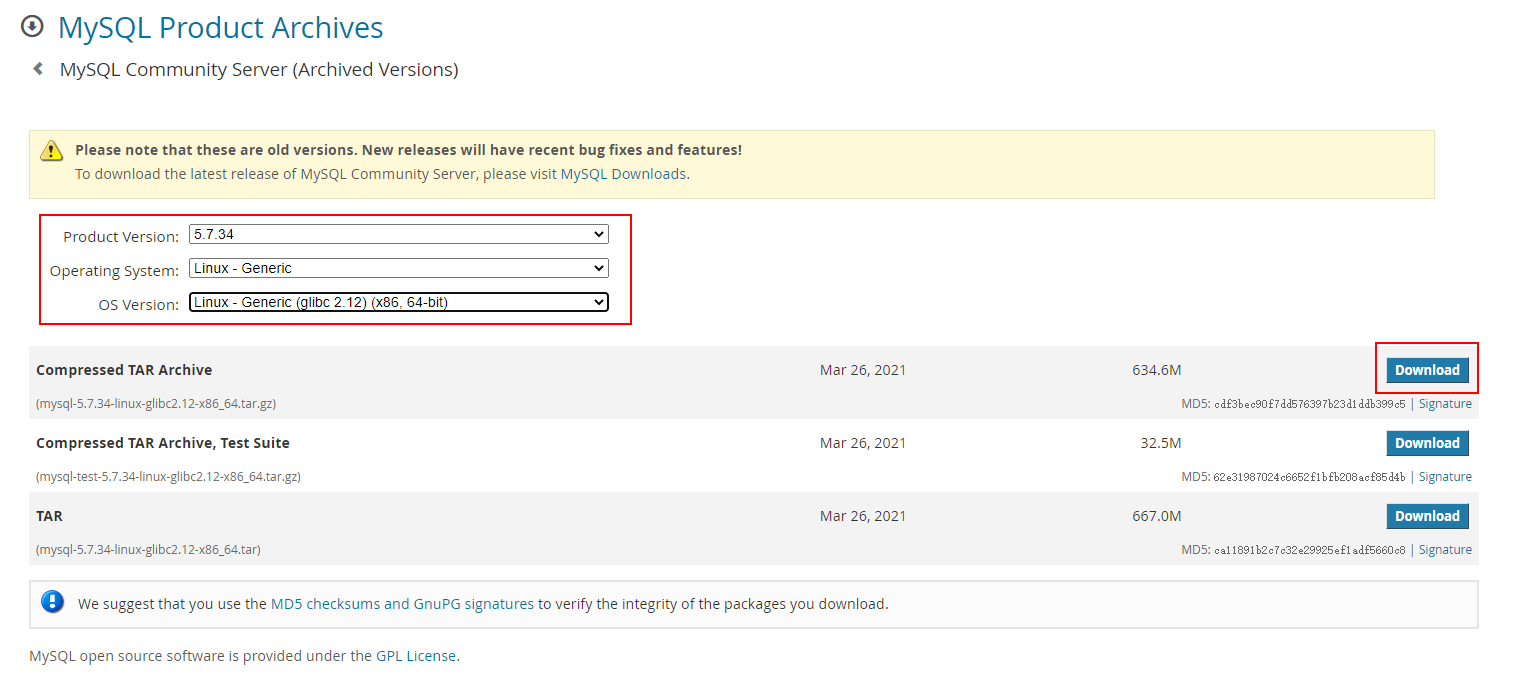 MySQL Product Archives
MySQL Community Server (Archived Versions)
Please note that these are old versions. New releases will have recent bug fixes and features!
To download the latest release of MySQL Community Server, please visit MySQL Downloads.
Product Version: 5.7.34
Operating System: Linux - Generic
OS Version: Linux - Generic (glibc 2.12) (x86, 64-bit)
Compressed TAR Archive Mar 26, 2021 634.6M Download
(mysql-5.7.34-linux-glibc2.12-x86_64.tar.gz) MD5: cdf3bec90f7dd576397b23d1ddb399c5 | Signature
Compressed TAR Archive, Test Suite Mar 26, 2021 32.5M Download
(mysql-test-5.7.34-linux-glibc2.12-x86_64.tar.gz) MD5: 62e31987024c6652f1bfb208acf85d4b | Signature
TAR Mar 26, 2021 667.0M Download
(mysql-5.7.34-linux-glibc2.12-x86_64.tar) MD5: ca11891b2c7c32e29925ef1adf5660c8 | Signature
We suggest that you use the MD5 checksums and GnuPG signatures to verify the integrity of the packages you download.
MySQL open source software is provided under the GPL License.